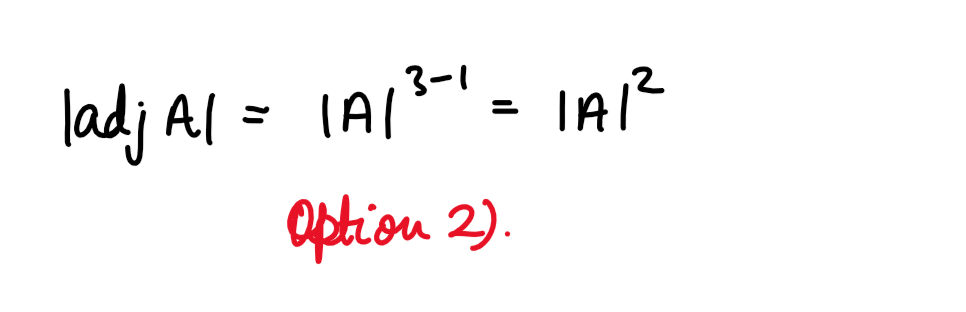 |adj A| = |A|^{3-1} = |A|^2
Option 2).